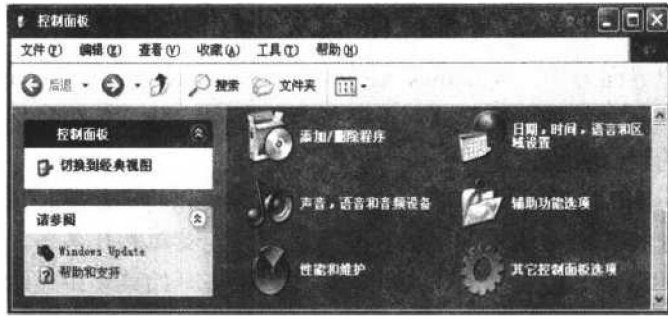 控制面板
文件(F) 编辑(E) 查看(V) 收藏(A) 工具(T) 帮助(H)
后退 搜索 文件夹
控制面板
切换到经典视图
请参阅
Windows Update
帮助和支持
添加/删除程序
日期,时间,语言和区
域设置
声音,语音和音频设备
辅助功能选项
性能和维护
其它控制面板选项